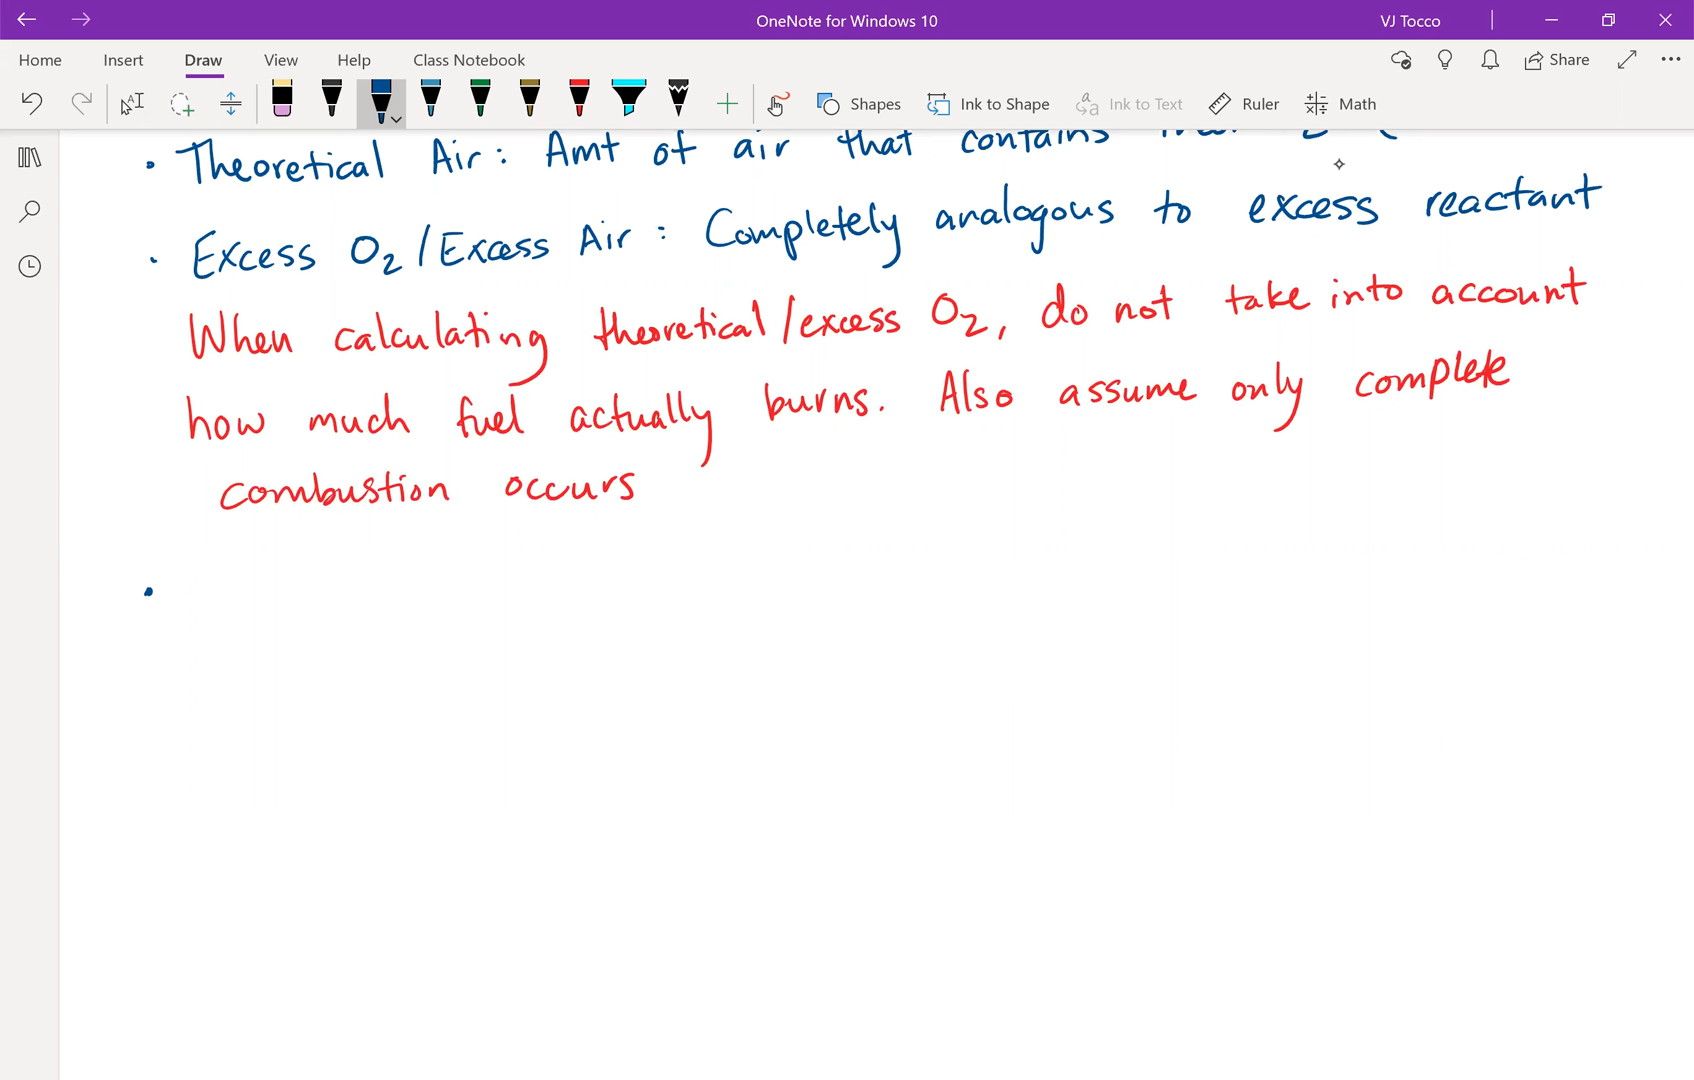 OneNote for Windows 10
VJ Tocco
Home Insert Draw View Help Class Notebook
Share
Shapes Ink to Shape Ink to Text Ruler Math
• Theoretical Air: Amt of air that contains
• Excess O₂/Excess Air: Completely analogous to excess reactant
When calculating theoretical/excess O₂, do not take into account
how much fuel actually burns. Also assume only complete
combustion occurs
•